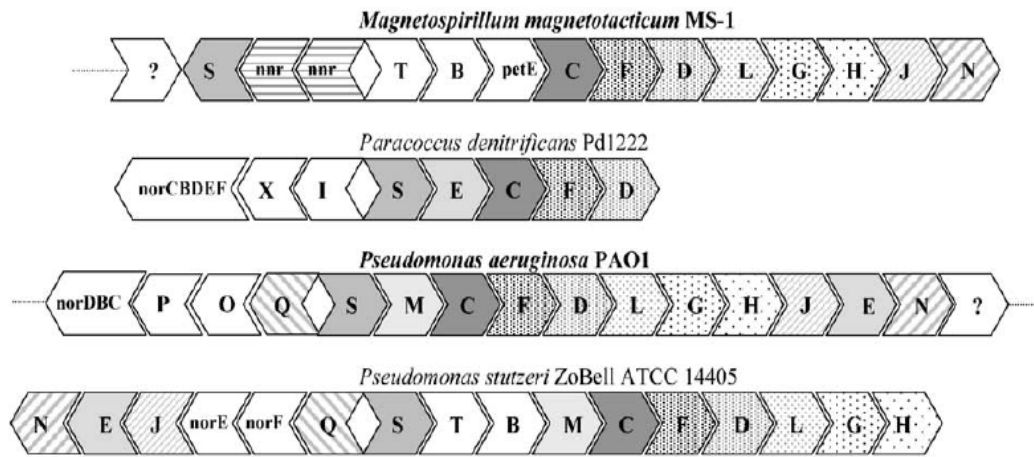 Magnetospirillum magnetotacticum MS-1
? S nnr nnr T B petE C F D L G H J N
Paracoccus denitrificans Pd1222
norCBDEF X I S E C F D
Pseudomonas aeruginosa PAO1
norDBC P O Q S M C F D L G H J E N ?
Pseudomonas stutzeri ZoBell ATCC 14405
N E J norE norF Q S T B M C F D L G H